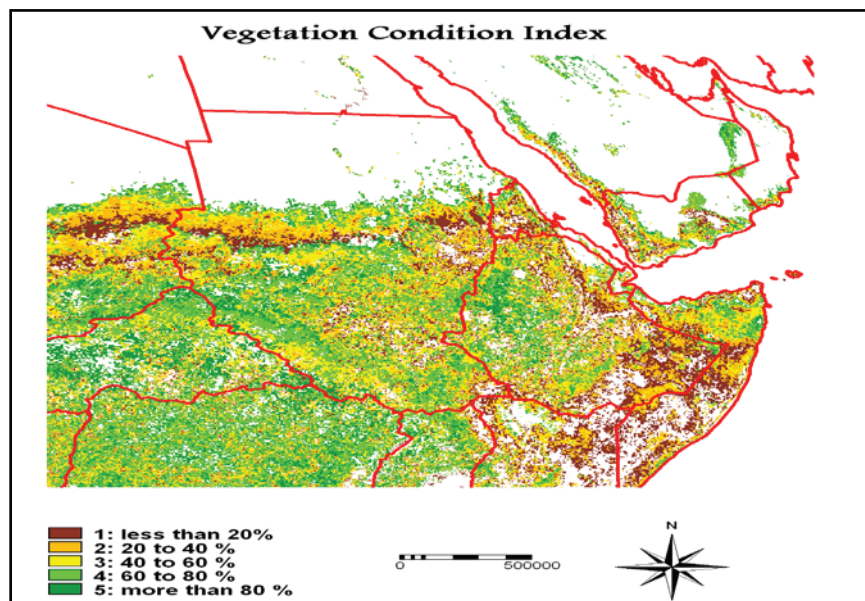 Vegetation Condition Index
1: less than 20%
2: 20 to 40 %
3: 40 to 60 %
4: 60 to 80 %
5: more than 80 %
0 500000
N